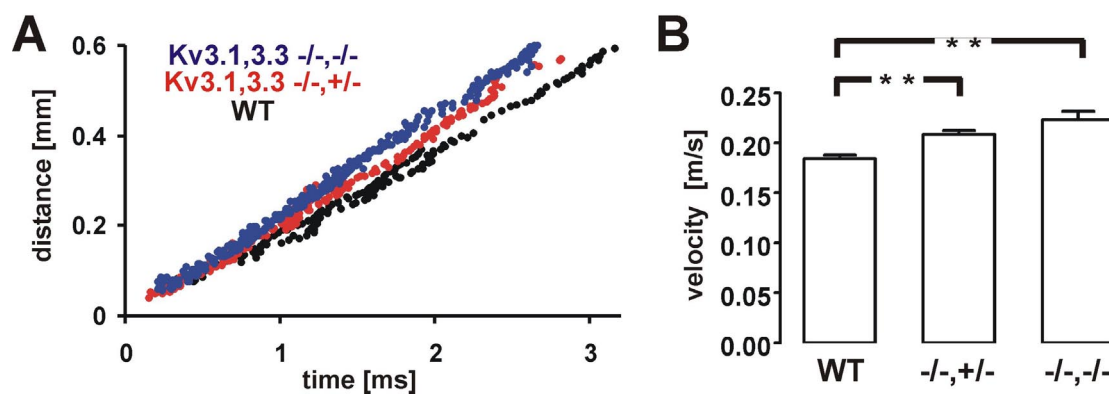 A
B
0.6
Kv3.1,3.3 -/-,-/-
Kv3.1,3.3 -/-,+/-
WT
0.4
0.2
0
distance [mm]
0
1
2
3
time [ms]
* *
* *
0.25
0.20
0.15
0.10
0.05
0.00
velocity [m/s]
WT
-/-,+/-
-/-,-/-